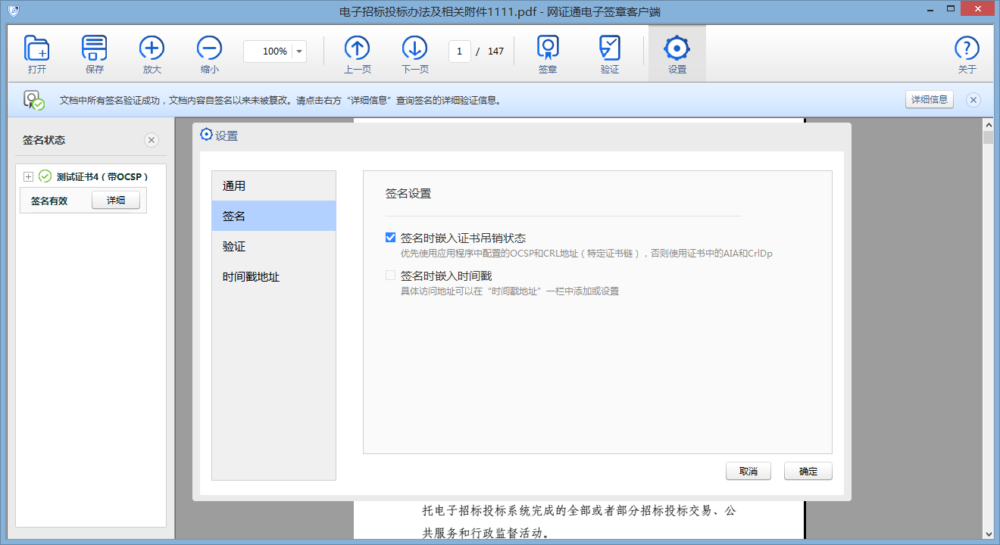 电子招标投标办法及相关附件1111.pdf - 网证通电子签章客户端
打开 保存 放大 缩小 100% 上一页 下一页 1 / 147 签章 验证 设置 关于
文档中所有签名验证成功，文档内容自签名以来未被篡改。请点击右方“详细信息”查询签名的详细验证信息。 详细信息
签名状态
测试证书4（带OCSP）
签名有效 详细
设置
通用
签名
验证
时间戳地址
签名设置
签名时嵌入证书吊销状态
优先使用应用程序中配置的OCSP和CRL地址（特定证书链），否则使用证书中的AIA和CrlDp
签名时嵌入时间戳
具体访问地址可以在“时间戳地址”一栏中添加或设置
取消 确定
托电子招标投标系统完成的全部或者部分招标投标交易、公
共服务和行政监督活动。